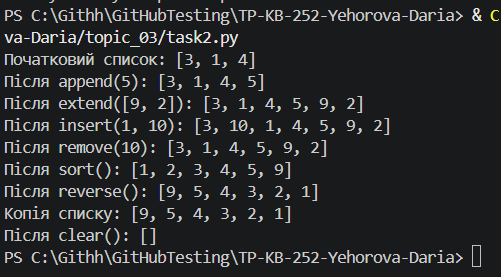 PS C:\Githh\GitHubTesting\TP-KB-252-Yehorova-Daria> & C
va-Daria/topic_03/task2.py
Початковий список: [3, 1, 4]
Після append(5): [3, 1, 4, 5]
Після extend([9, 2]): [3, 1, 4, 5, 9, 2]
Після insert(1, 10): [3, 10, 1, 4, 5, 9, 2]
Після remove(10): [3, 1, 4, 5, 9, 2]
Після sort(): [1, 2, 3, 4, 5, 9]
Після reverse(): [9, 5, 4, 3, 2, 1]
Копія списку: [9, 5, 4, 3, 2, 1]
Після clear(): []
PS C:\Githh\GitHubTesting\TP-KB-252-Yehorova-Daria>